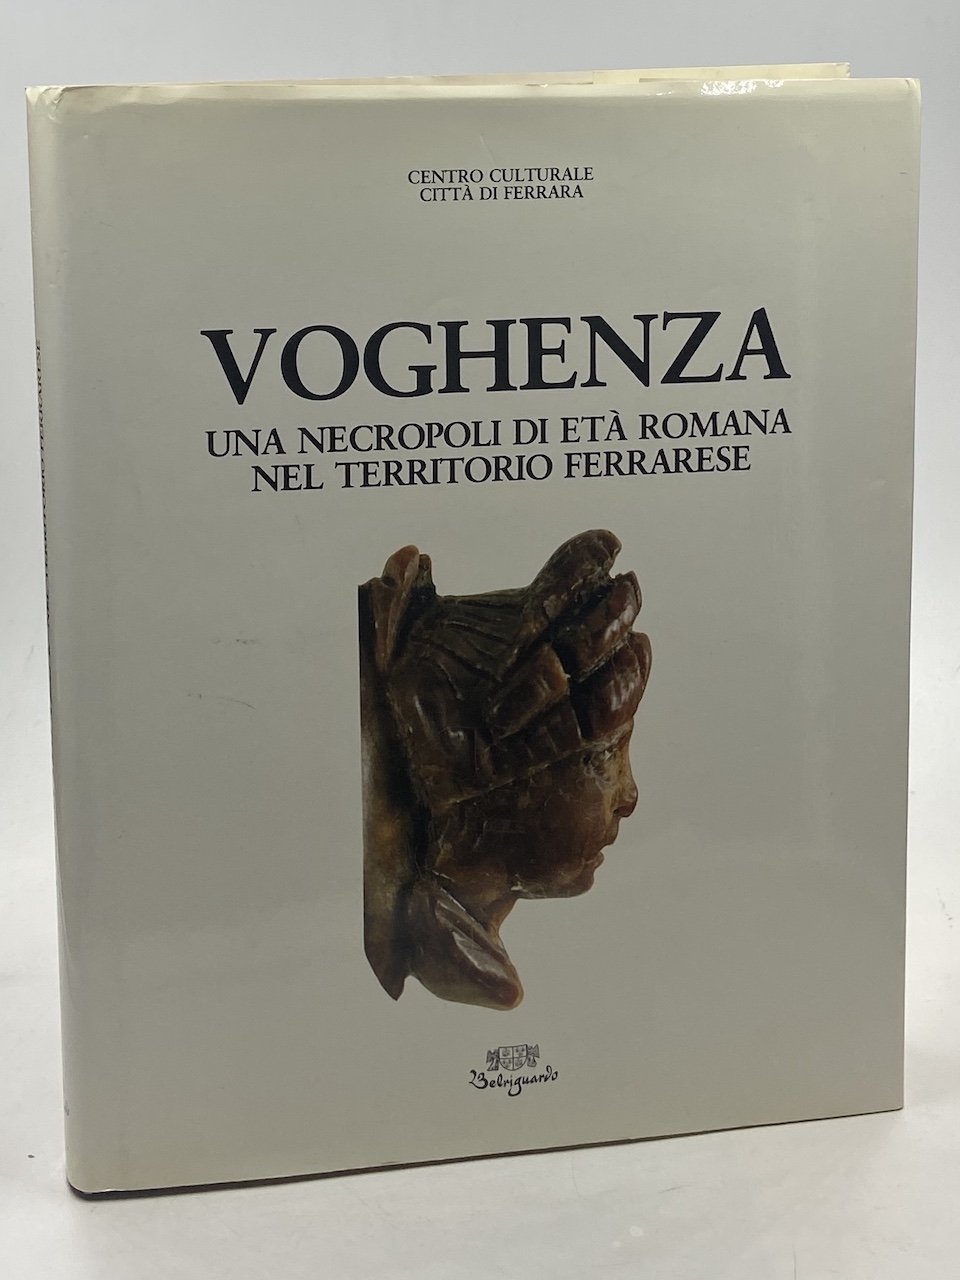 CENTRO CULTURALE
CITTÀ DI FERRARA
VOGHENZA
UNA NECROPOLI DI ETÀ ROMANA
NEL TERRITORIO FERRARESE
Belriguardo